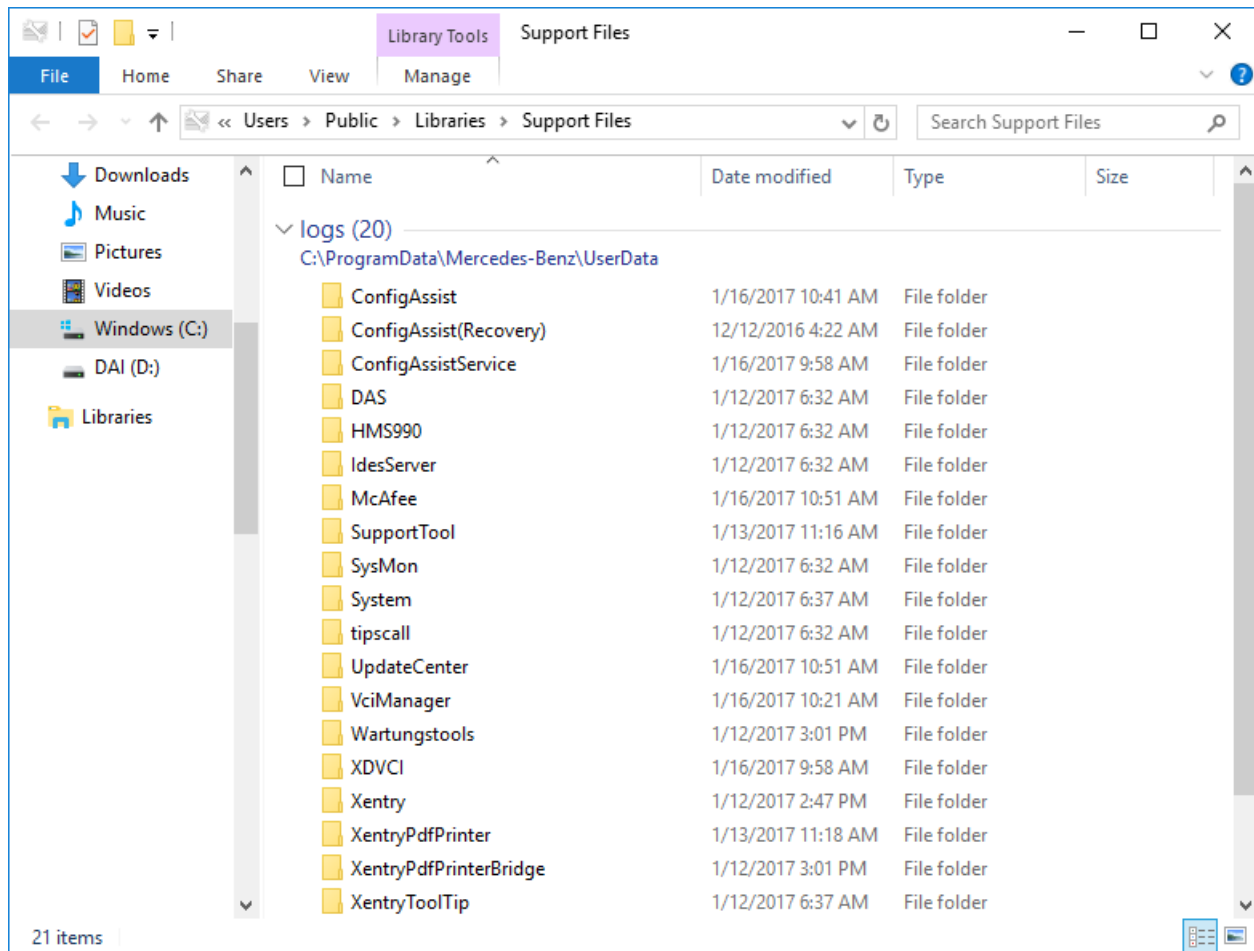 Library Tools Support Files
File Home Share View Manage
« Users > Public > Libraries > Support Files Search Support Files
Downloads
Music
Pictures
Videos
Windows (C:)
DAI (D:)
Libraries
Name Date modified Type Size
logs (20)
C:\ProgramData\Mercedes-Benz\UserData
ConfigAssist 1/16/2017 10:41 AM File folder
ConfigAssist(Recovery) 12/12/2016 4:22 AM File folder
ConfigAssistService 1/16/2017 9:58 AM File folder
DAS 1/12/2017 6:32 AM File folder
HMS990 1/12/2017 6:32 AM File folder
IdesServer 1/12/2017 6:32 AM File folder
McAfee 1/16/2017 10:51 AM File folder
SupportTool 1/13/2017 11:16 AM File folder
SysMon 1/12/2017 6:32 AM File folder
System 1/12/2017 6:37 AM File folder
tipscall 1/12/2017 6:32 AM File folder
UpdateCenter 1/16/2017 10:51 AM File folder
VciManager 1/16/2017 10:21 AM File folder
Wartungstools 1/12/2017 3:01 PM File folder
XDVCI 1/16/2017 9:58 AM File folder
Xentry 1/12/2017 2:47 PM File folder
XentryPdfPrinter 1/13/2017 11:18 AM File folder
XentryPdfPrinterBridge 1/12/2017 3:01 PM File folder
XentryToolTip 1/12/2017 6:37 AM File folder
21 items